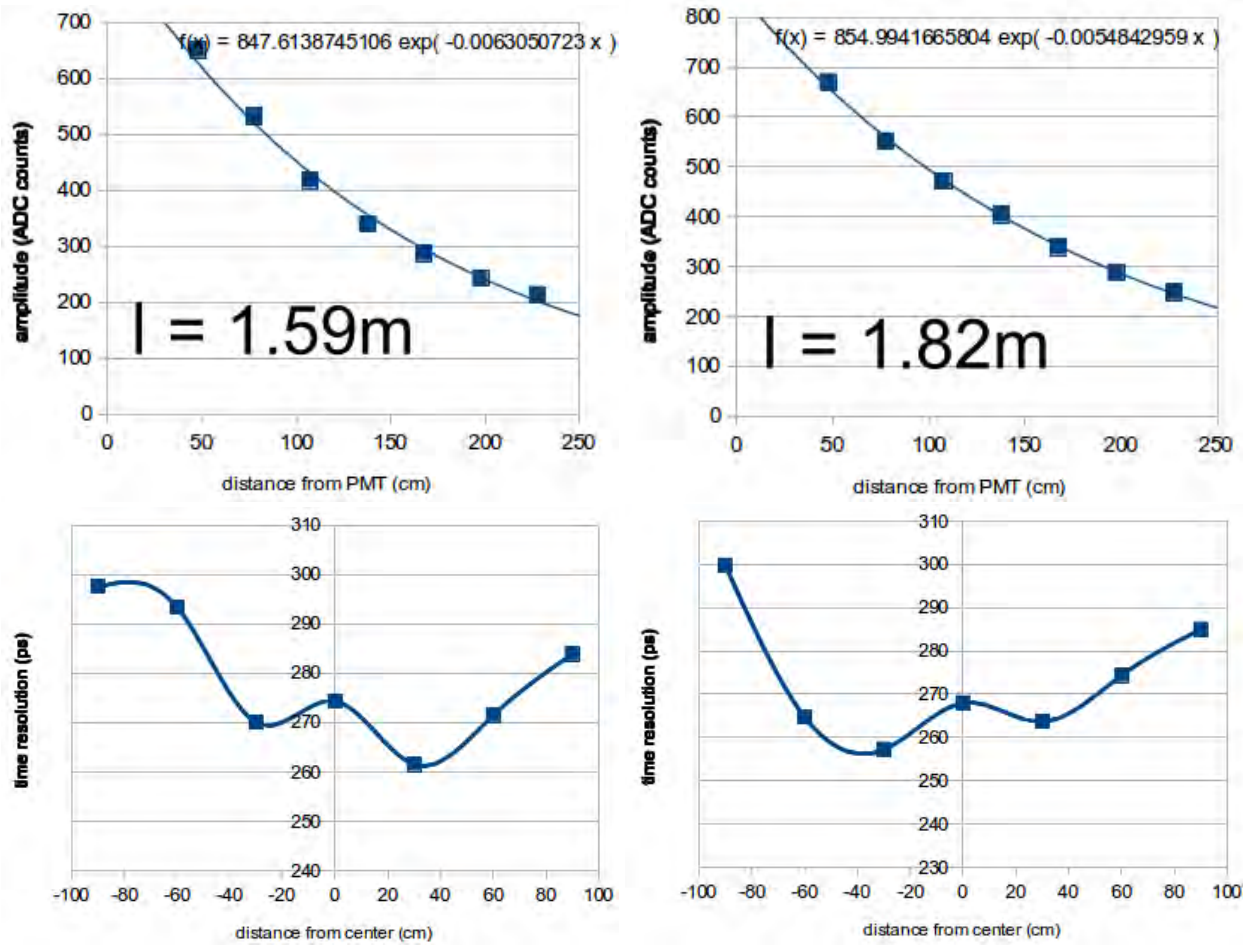 f(x) = 847.6138745106 exp( -0.0063050723 x )
700
600
500
400
300
200
100
0
amplitude (ADC counts)
l = 1.59m
0 50 100 150 200 250
distance from PMT (cm)
f(x) = 854.9941665804 exp( -0.0054842959 x )
800
700
600
500
400
300
200
100
0
amplitude (ADC counts)
l = 1.82m
0 50 100 150 200 250
distance from PMT (cm)
310
300
290
280
270
260
250
240
time resolution (ps)
-100 -80 -60 -40 -20 0 20 40 60 80 100
distance from center (cm)
310
300
290
280
270
260
250
240
230
time resolution (ps)
-100 -80 -60 -40 -20 0 20 40 60 80 100
distance from center (cm)